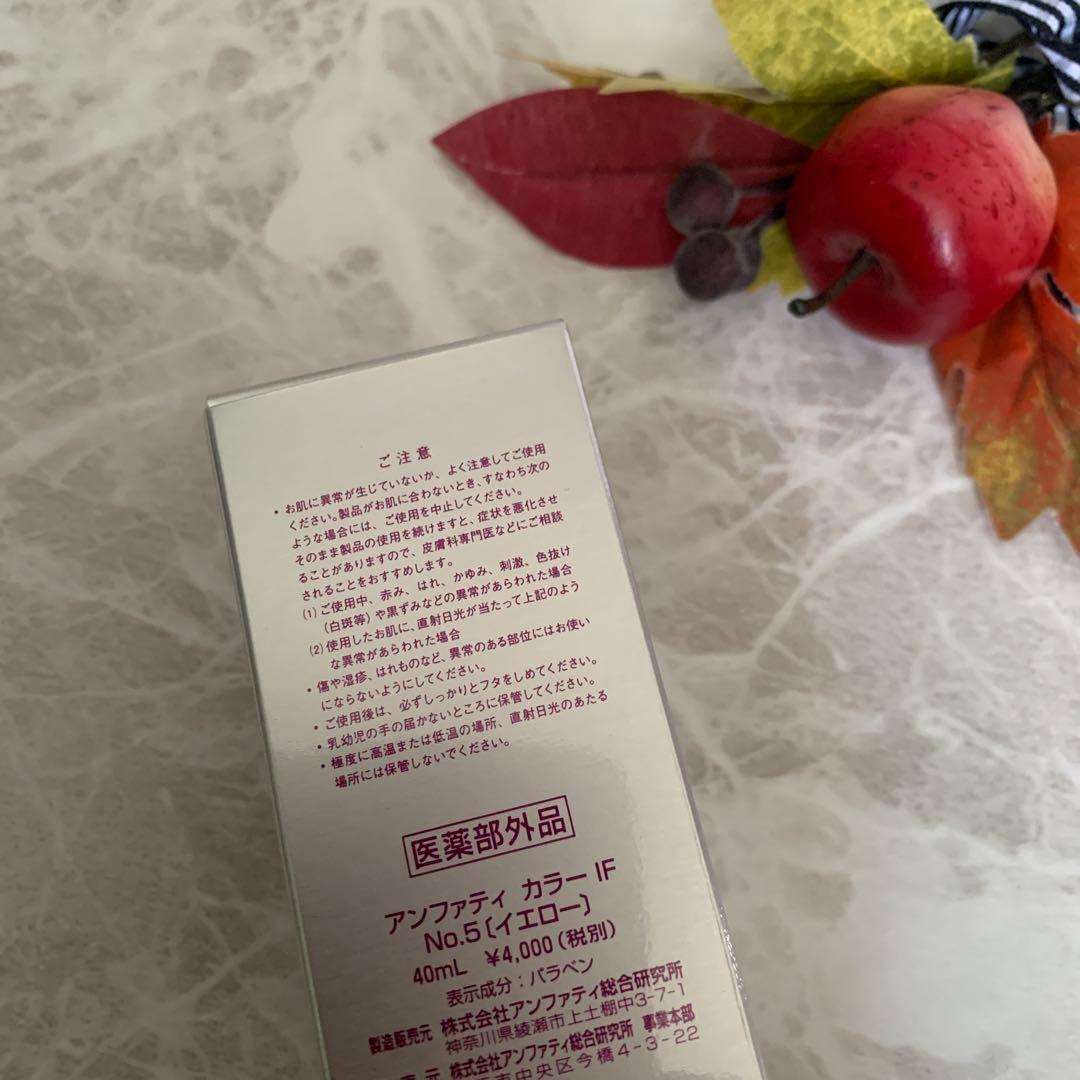 ご注意
・お肌に異常が生じていないか、よく注意してご使用
ください。製品がお肌に合わないとき、すなわち次の
ような場合には、ご使用を中止してください。
そのまま製品の使用を続けますと、症状を悪化させ
ることがありますので、皮膚科専門医などにご相談
されることをおすすめします。
(1)ご使用中、赤み、はれ、かゆみ、刺激、色抜け
(白斑等)や黒ずみなどの異常があらわれた場合
(2)使用したお肌に、直射日光が当たって上記のよう
な異常があらわれた場合
・傷や湿疹、はれものなど、異常のある部位にはお使い
にならないようにしてください。
・ご使用後は、必ずしっかりとフタをしめてください。
・乳幼児の手の届かないところに保管してください。
・極度に高温または低温の場所、直射日光のあたる
場所には保管しないでください。
医薬部外品
アンファティ カラー IF
No.5〔イエロー〕
40mL ¥4,000(税別)
表示成分：パラベン
製造販売元 株式会社アンファティ総合研究所
神奈川県綾瀬市上土棚中3-7-1
元 株式会社アンファティ総合研究所 事業本部
市中央区今橋4-3-22